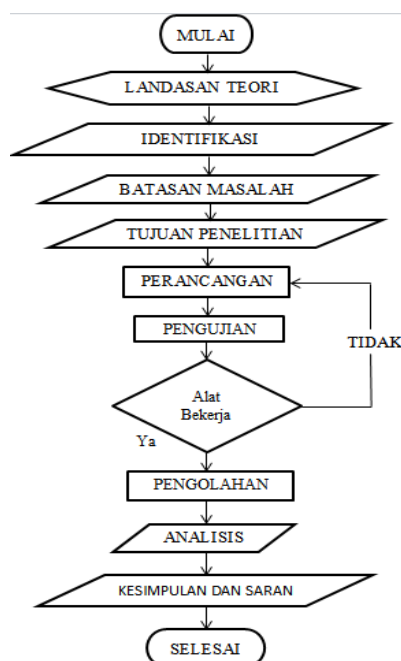 MULAI
LANDASAN TEORI
IDENTIFIKASI
BATASAN MASALAH
TUJUAN PENELITIAN
PERANCANGAN
PENGUJIAN
TIDAK
Alat
Bekerja
Ya
PENGOLAHAN
ANALISIS
KESIMPULAN DAN SARAN
SELESAI